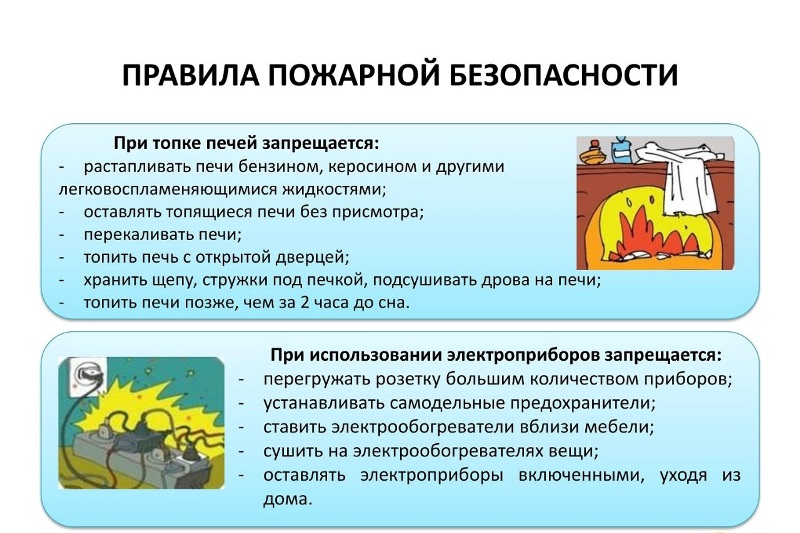 ПРАВИЛА ПОЖАРНОЙ БЕЗОПАСНОСТИ
При топке печей запрещается:
- растапливать печи бензином, керосином и другими
легковоспламеняющимися жидкостями;
- оставлять топящиеся печи без присмотра;
- перекаливать печи;
- топить печь с открытой дверцей;
- хранить щепу, стружки под печкой, подсушивать дрова на печи;
- топить печи позже, чем за 2 часа до сна.
При использовании электроприборов запрещается:
- перегружать розетку большим количеством приборов;
- устанавливать самодельные предохранители;
- ставить электрообогреватели вблизи мебели;
- сушить на электрообогревателях вещи;
- оставлять электроприборы включенными, уходя из
дома.